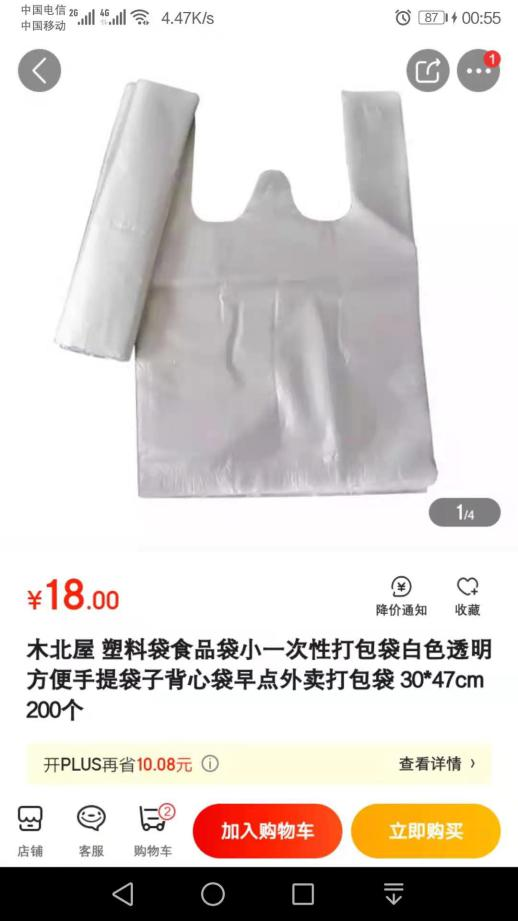 中国电信 2G 4G 4.47K/s 87 00:55
中国移动
1
1/4
¥18.00
降价通知 收藏
木北屋 塑料袋食品袋小一次性打包袋白色透明
方便手提袋子背心袋早点外卖打包袋 30*47cm
200个
开PLUS再省10.08元 查看详情 >
2
店铺 客服 购物车 加入购物车 立即购买